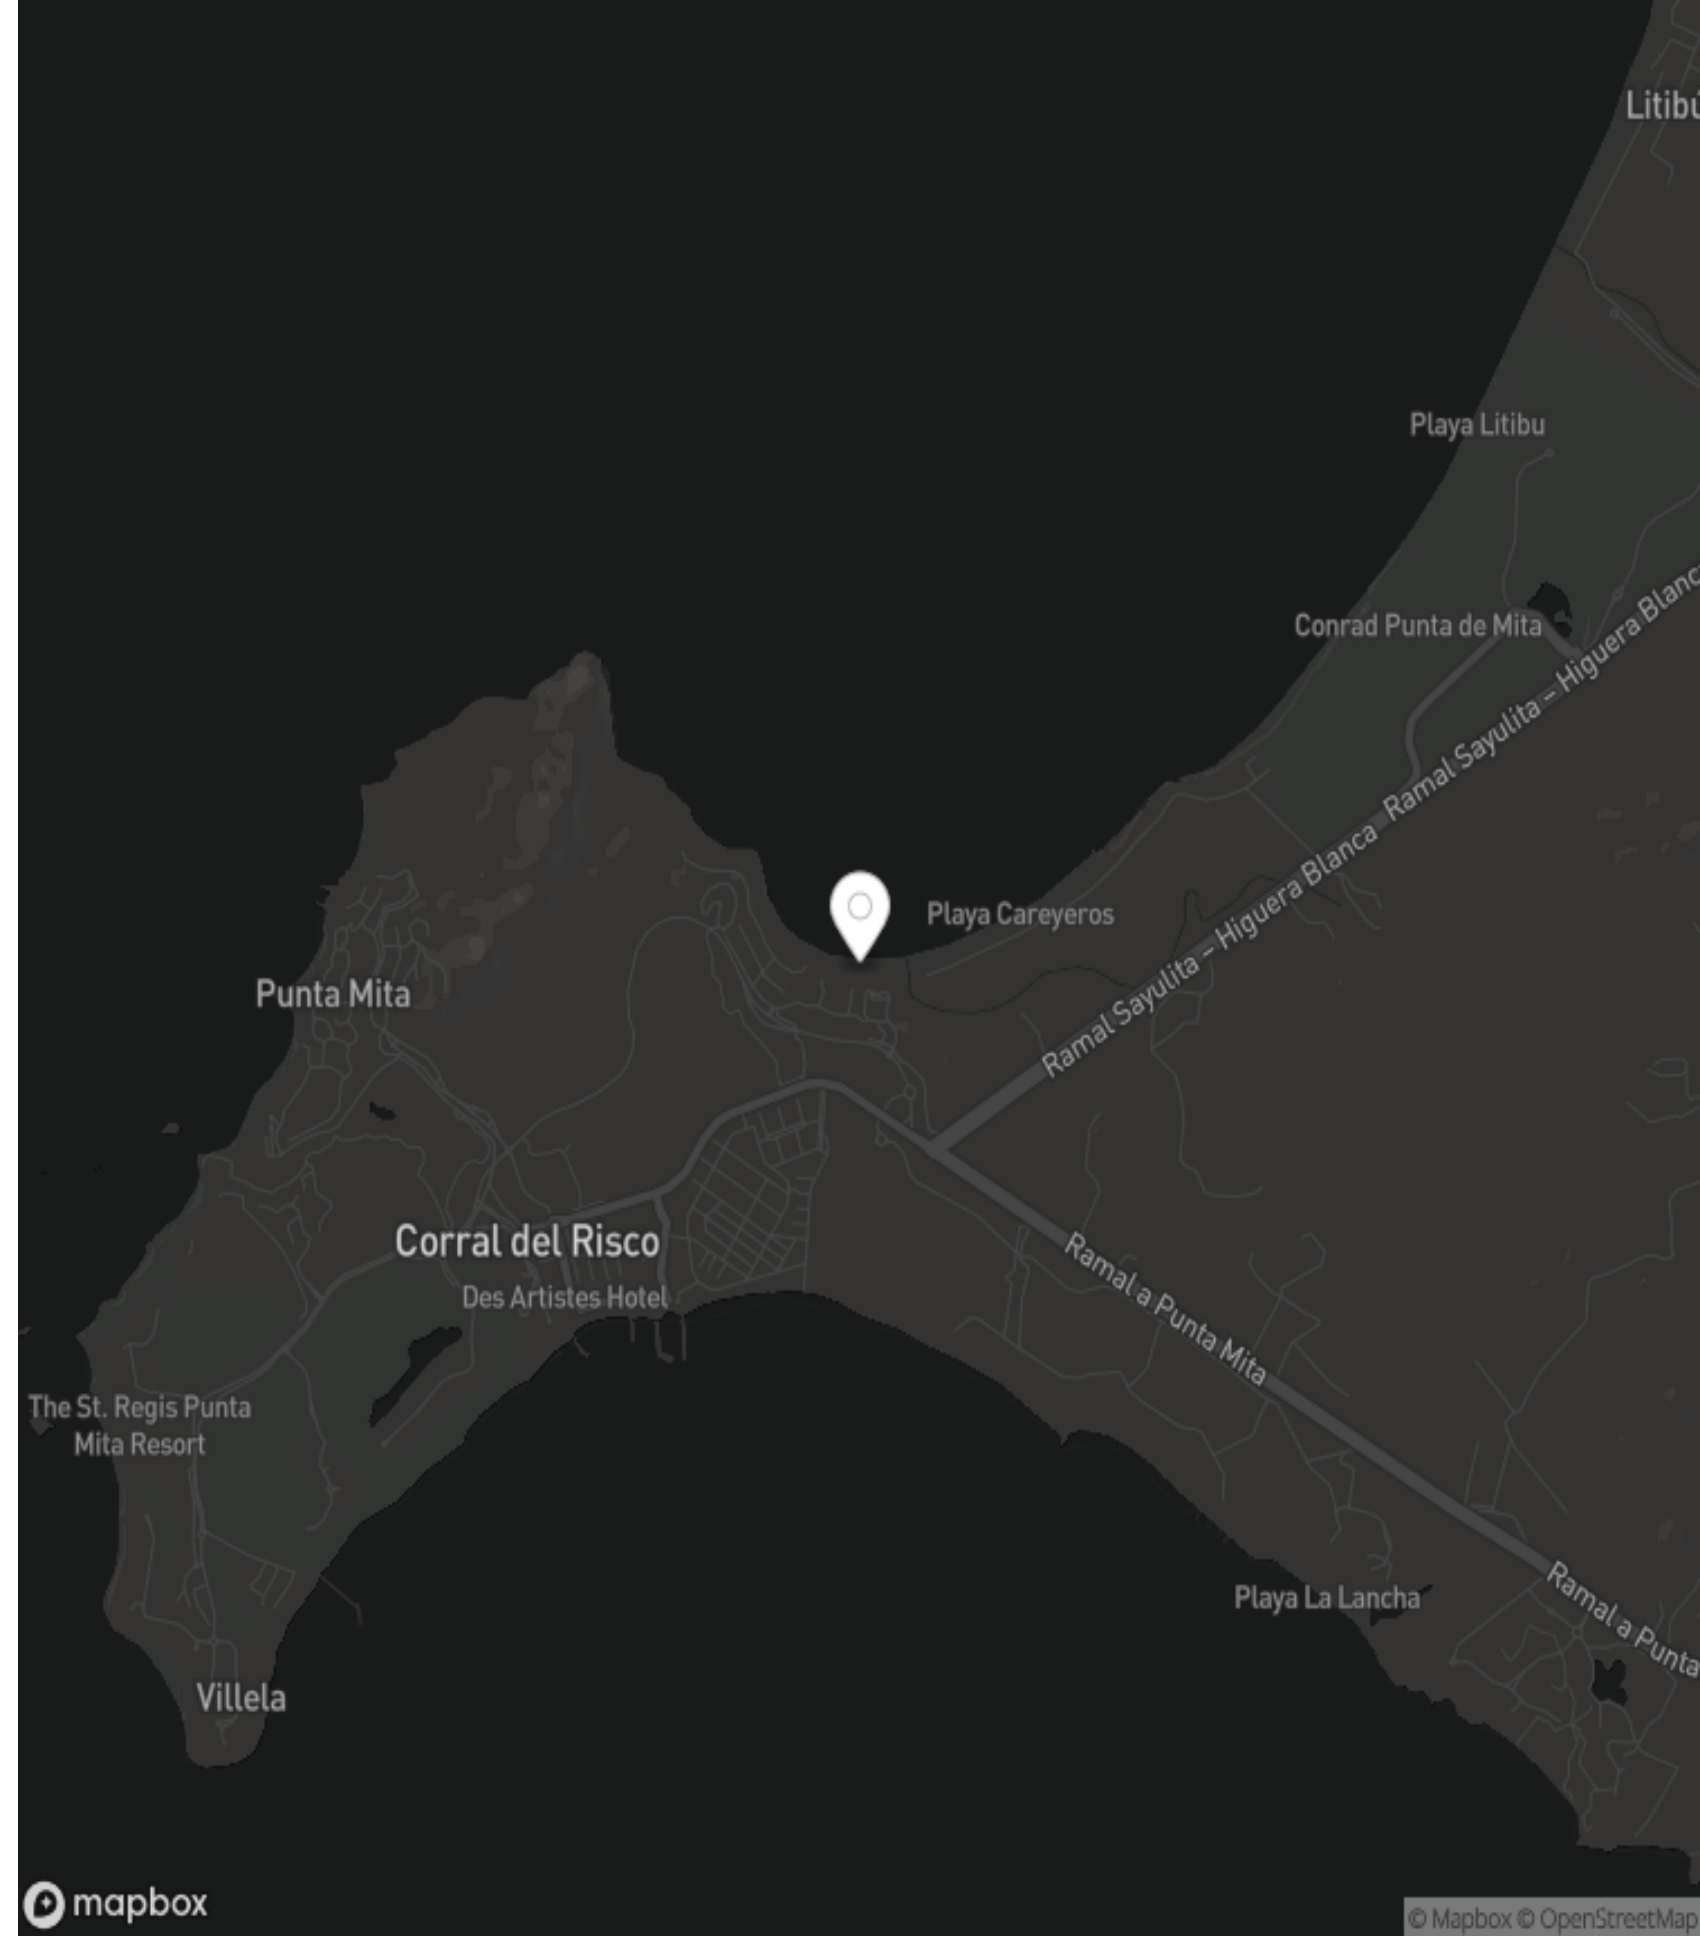 Litibú
Playa Litibu
Conrad Punta de Mita
Ramal Sayulita – Higuera Blanc
Ramal Sayulita – Higuera Blanca
Playa Careyeros
Punta Mita
Corral del Risco
Des Artistes Hotel
Ramal a Punta Mita
The St. Regis Punta
Mita Resort
Playa La Lancha
Ramal a Punta
Villela
mapbox
© Mapbox © OpenStreetMap